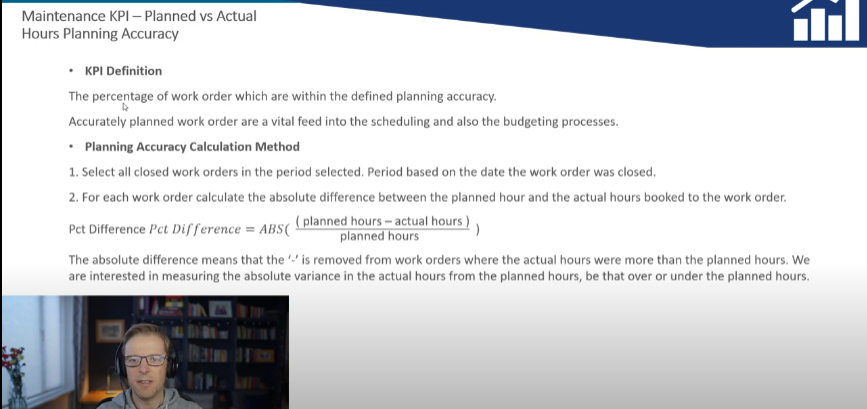 Maintenance KPI – Planned vs Actual
Hours Planning Accuracy
• KPI Definition
The percentage of work order which are within the defined planning accuracy.
Accurately planned work order are a vital feed into the scheduling and also the budgeting processes.
• Planning Accuracy Calculation Method
1. Select all closed work orders in the period selected. Period based on the date the work order was closed.
2. For each work order calculate the absolute difference between the planned hour and the actual hours booked to the work order.
Pct Difference Pct Difference = ABS( ( planned hours – actual hours ) / planned hours )
The absolute difference means that the ‘-’ is removed from work orders where the actual hours were more than the planned hours. We
are interested in measuring the absolute variance in the actual hours from the planned hours, be that over or under the planned hours.